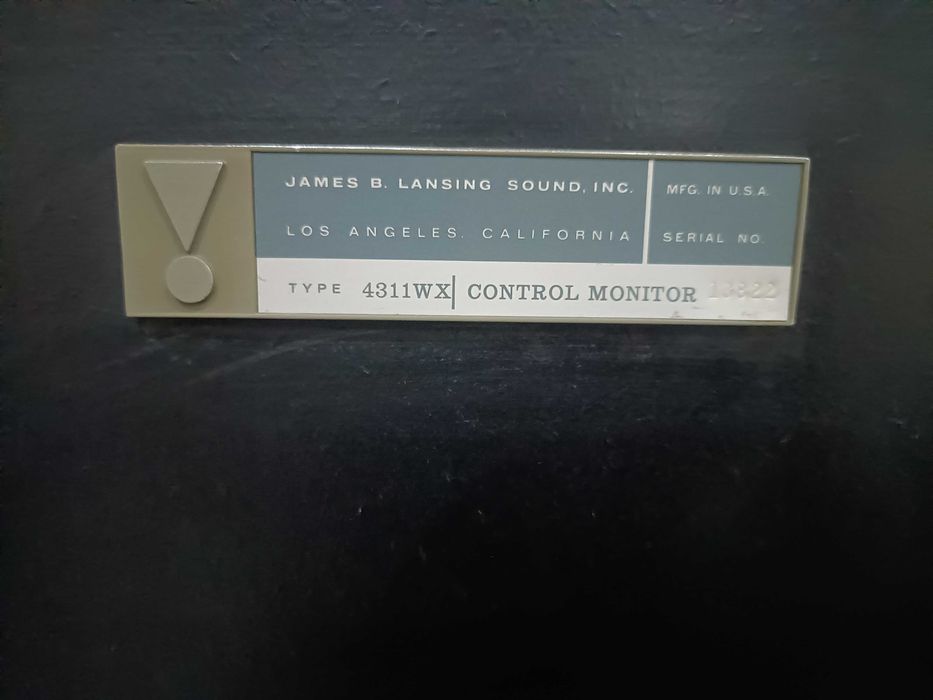 JAMES B. LANSING SOUND, INC.
LOS ANGELES. CALIFORNIA
MFG. IN U.S.A.
SERIAL NO.
TYPE 4311WX CONTROL MONITOR